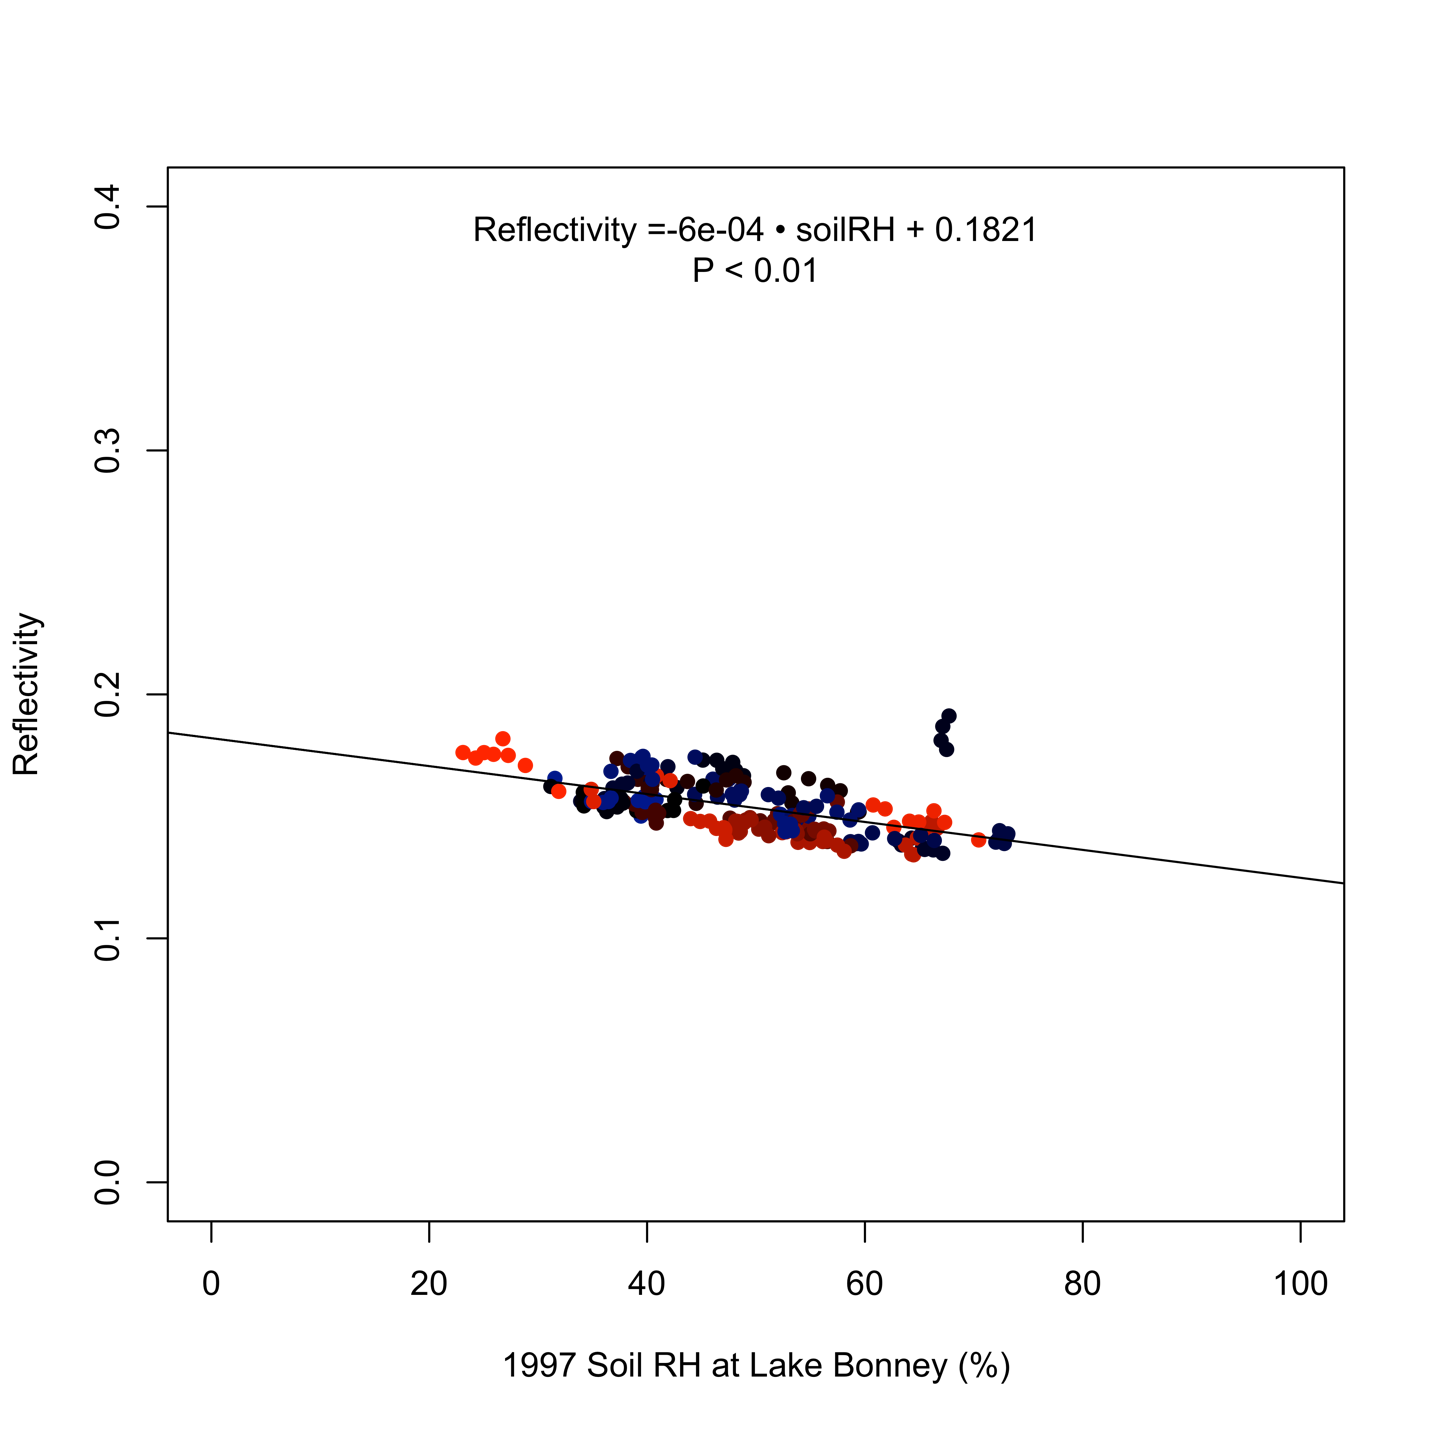 Reflectivity =-6e-04 • soilRH + 0.1821
P < 0.01
0.4
0.3
0.2
0.1
0.0
Reflectivity
0 20 40 60 80 100
1997 Soil RH at Lake Bonney (%)